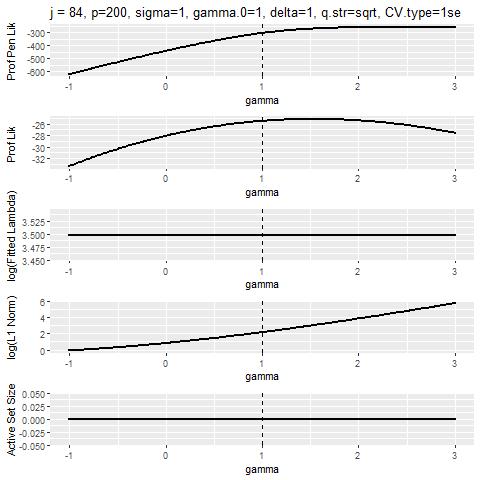 j = 84, p=200, sigma=1, gamma.0=1, delta=1, q.str=sqrt, CV.type=1se
Prof Pen Lik
-300
-400
-500
-600
-1 0 1 2 3
gamma
Prof Lik
-26
-28
-30
-32
-1 0 1 2 3
gamma
log(Fitted.Lambda)
3.525
3.500
3.475
3.450
-1 0 1 2 3
gamma
log(L1 Norm)
6
4
2
0
-1 0 1 2 3
gamma
Active Set Size
0.050
0.025
0.000
-0.025
-0.050
-1 0 1 2 3
gamma